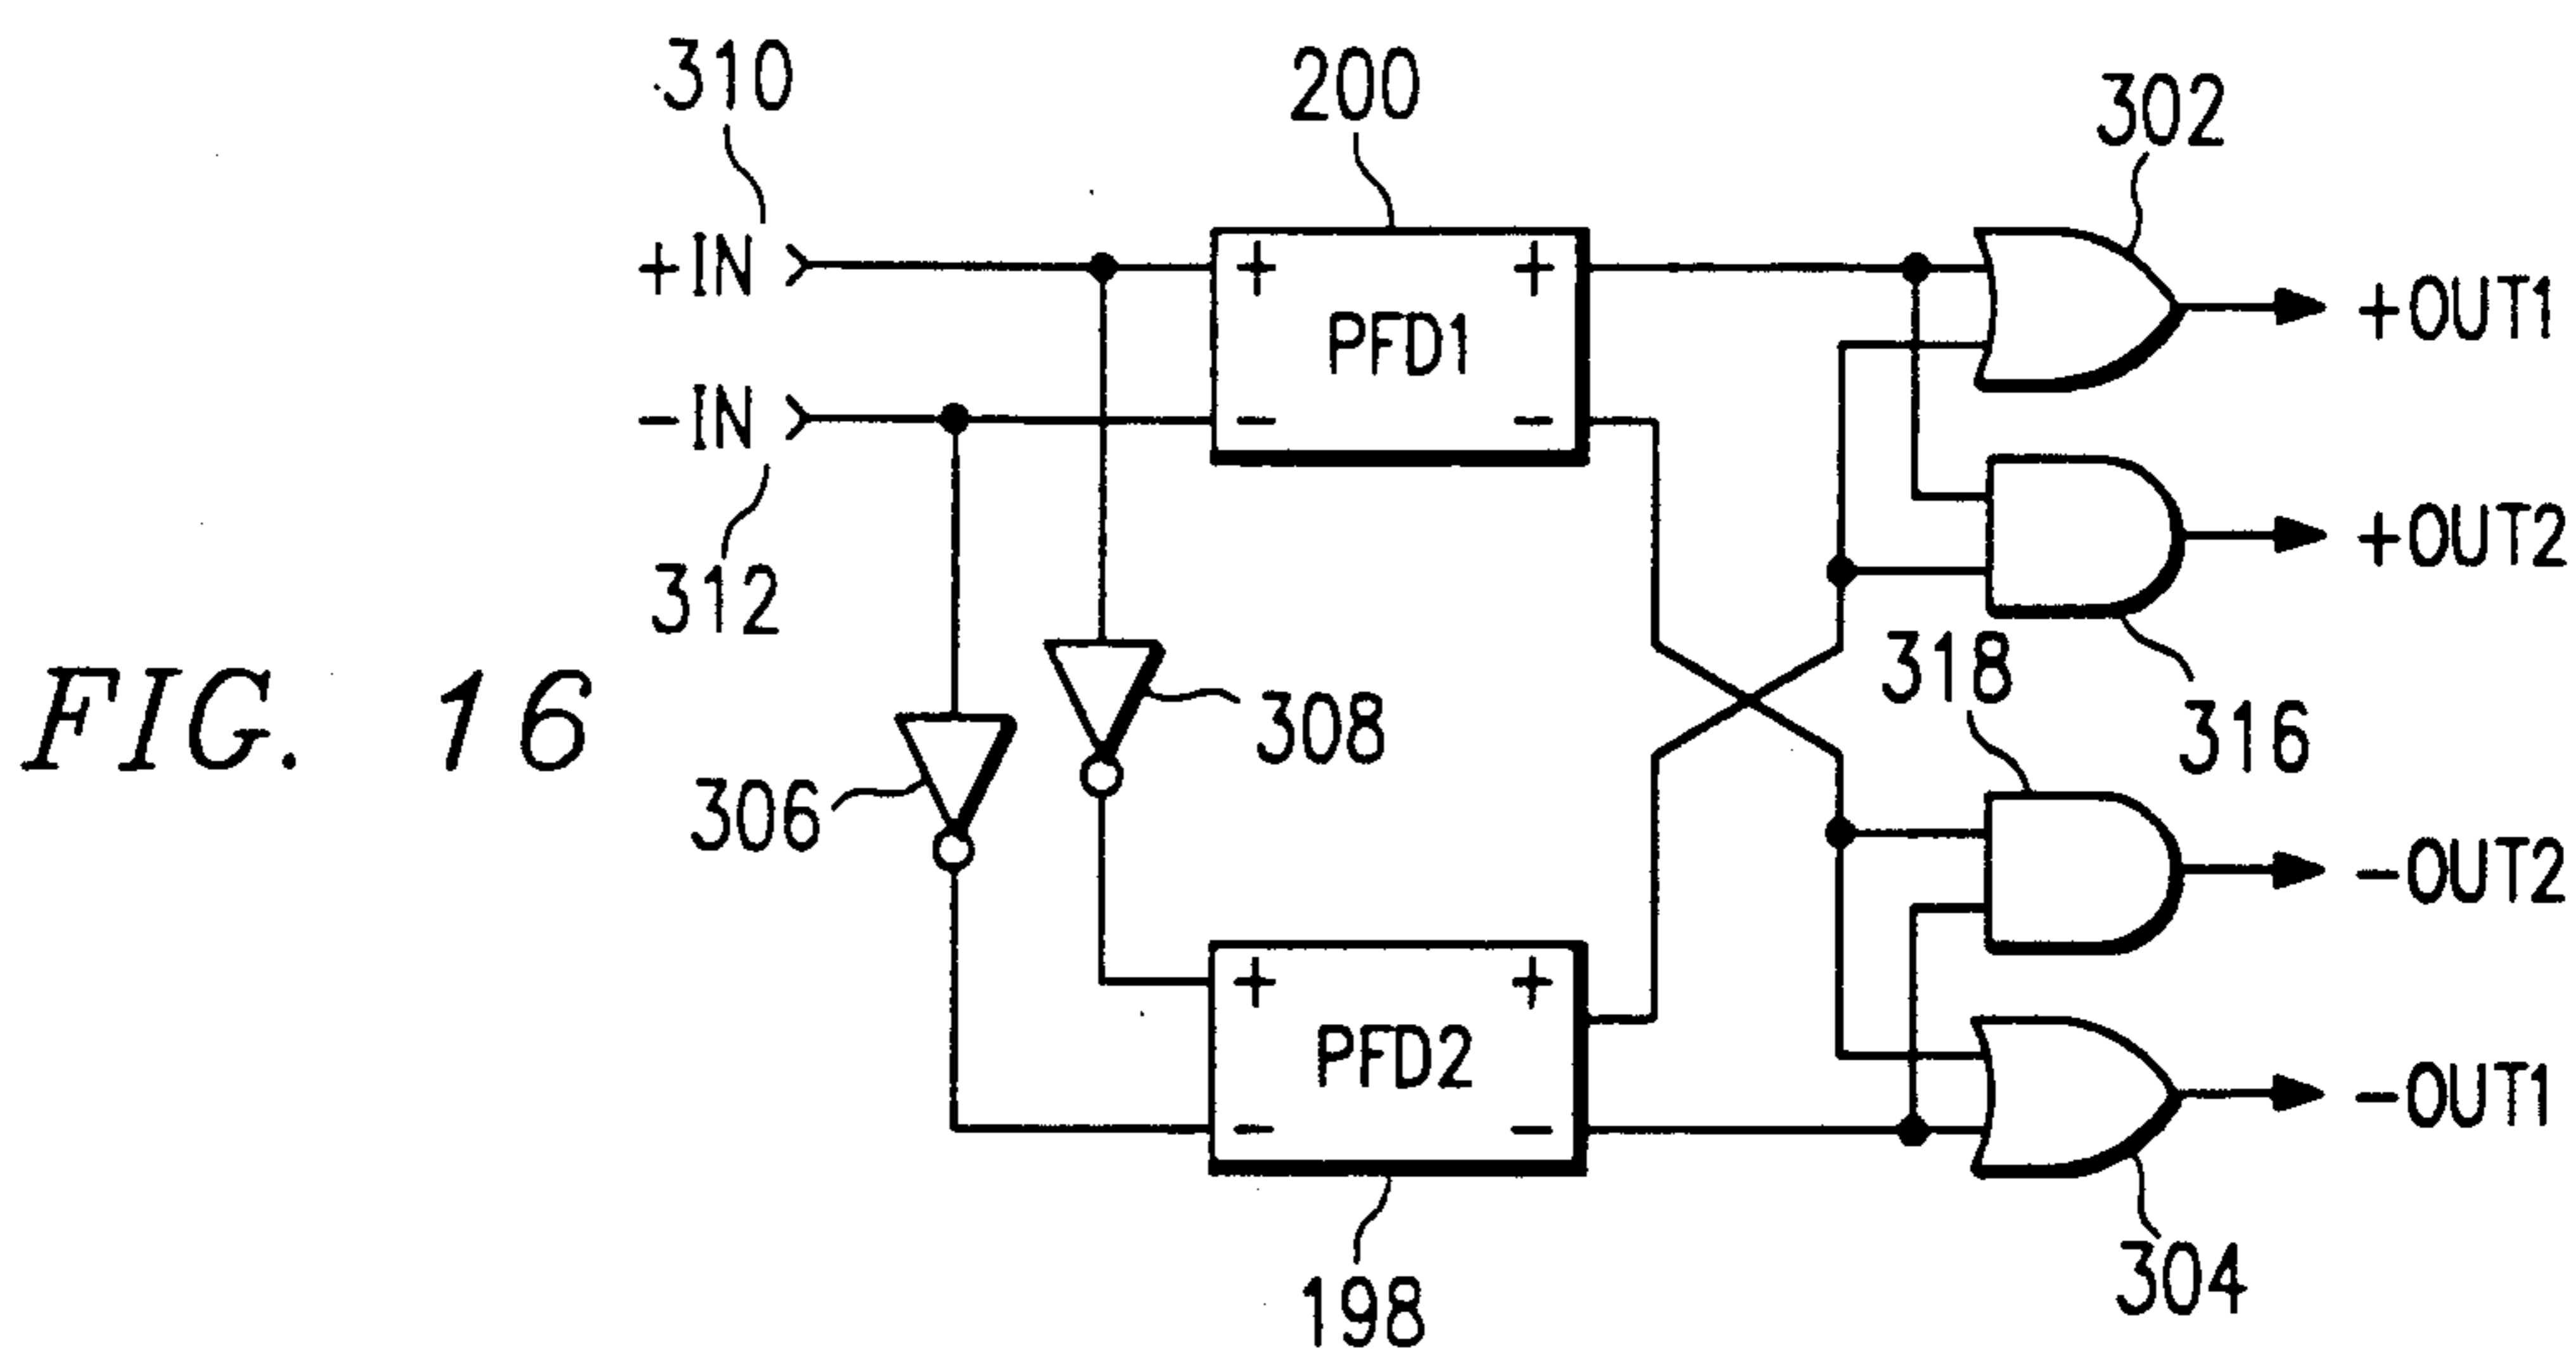 310
200
302
+IN
+ +
+OUT1
PFD1
-IN
- -
312
+OUT2
318
316
308
306
FIG. 16
-OUT2
+ +
PFD2
- -
-OUT1
304
198